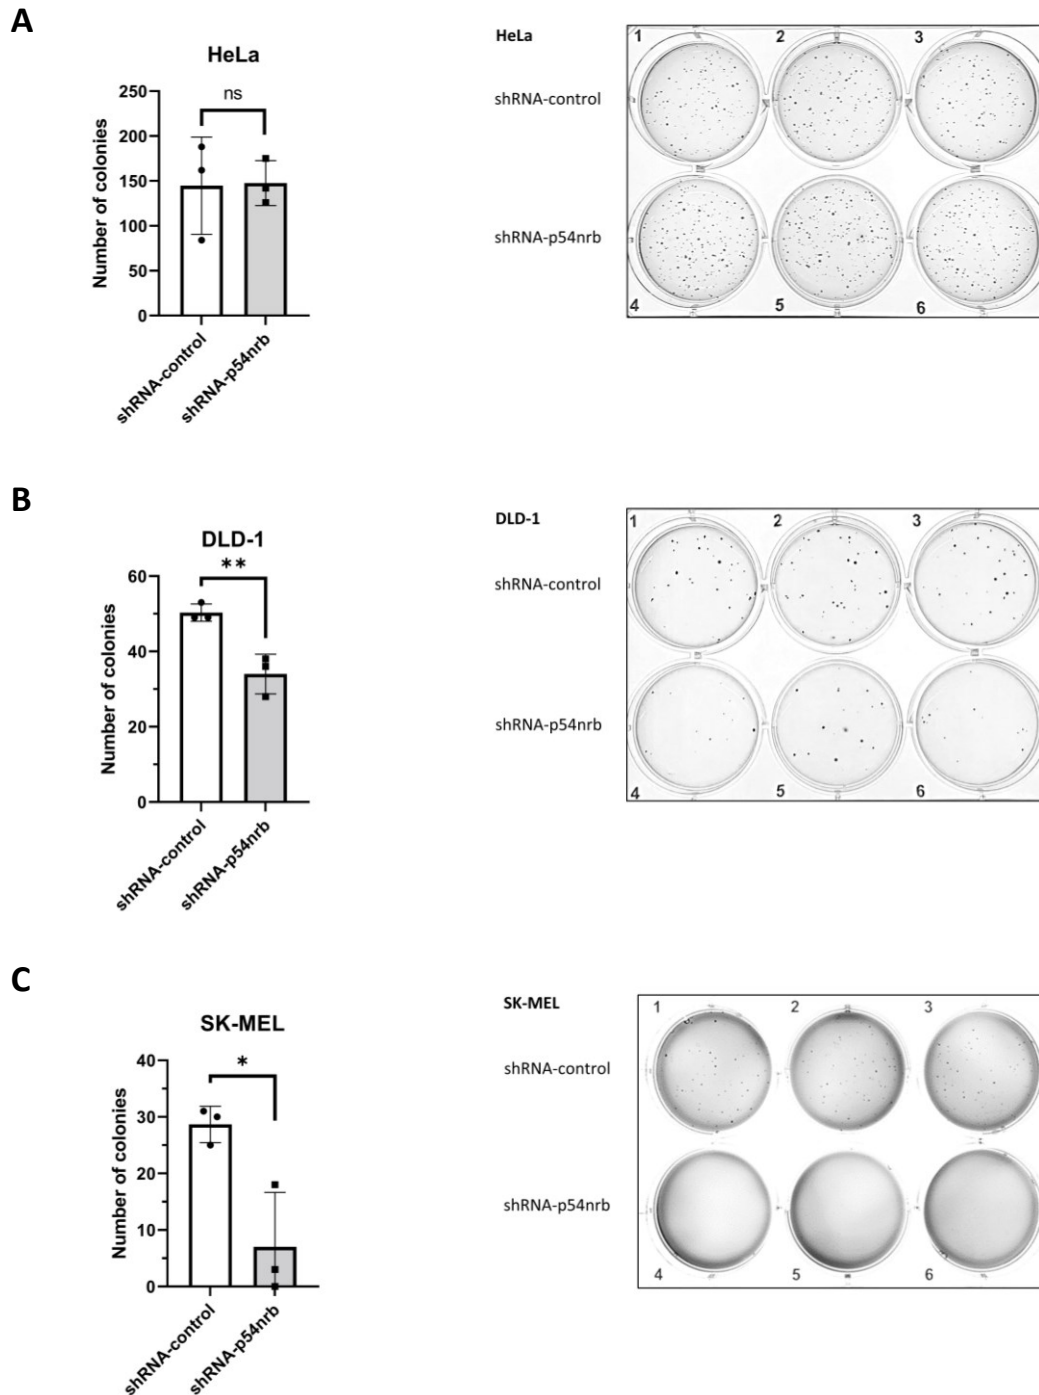 A
HeLa
ns
Number of colonies
250
200
150
100
50
0
shRNA-control
shRNA-p54nrb
HeLa
shRNA-control
shRNA-p54nrb
1 2 3
4 5 6
B
DLD-1
**
Number of colonies
60
40
20
0
shRNA-control
shRNA-p54nrb
DLD-1
shRNA-control
shRNA-p54nrb
1 2 3
4 5 6
C
SK-MEL
*
Number of colonies
40
30
20
10
0
shRNA-control
shRNA-p54nrb
SK-MEL
shRNA-control
shRNA-p54nrb
1 2 3
4 5 6